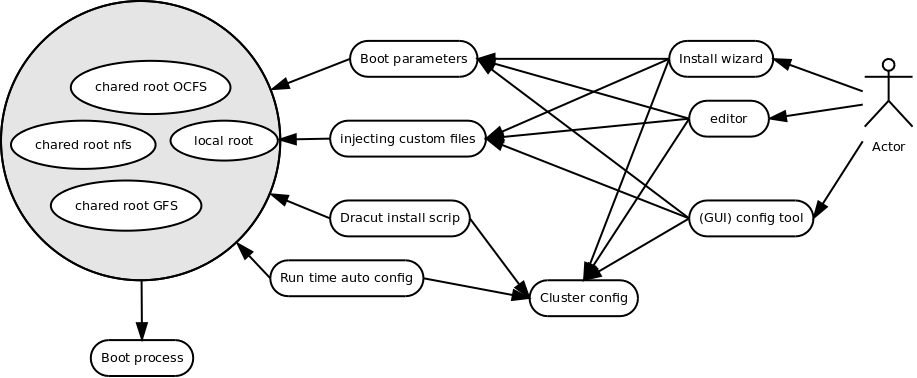 Boot parameters
Install wizard
chared root OCFS
editor
injecting custom files
local root
chared root nfs
Actor
chared root GFS
Dracut install scrip
(GUI) config tool
Run time auto config
Cluster config
Boot process